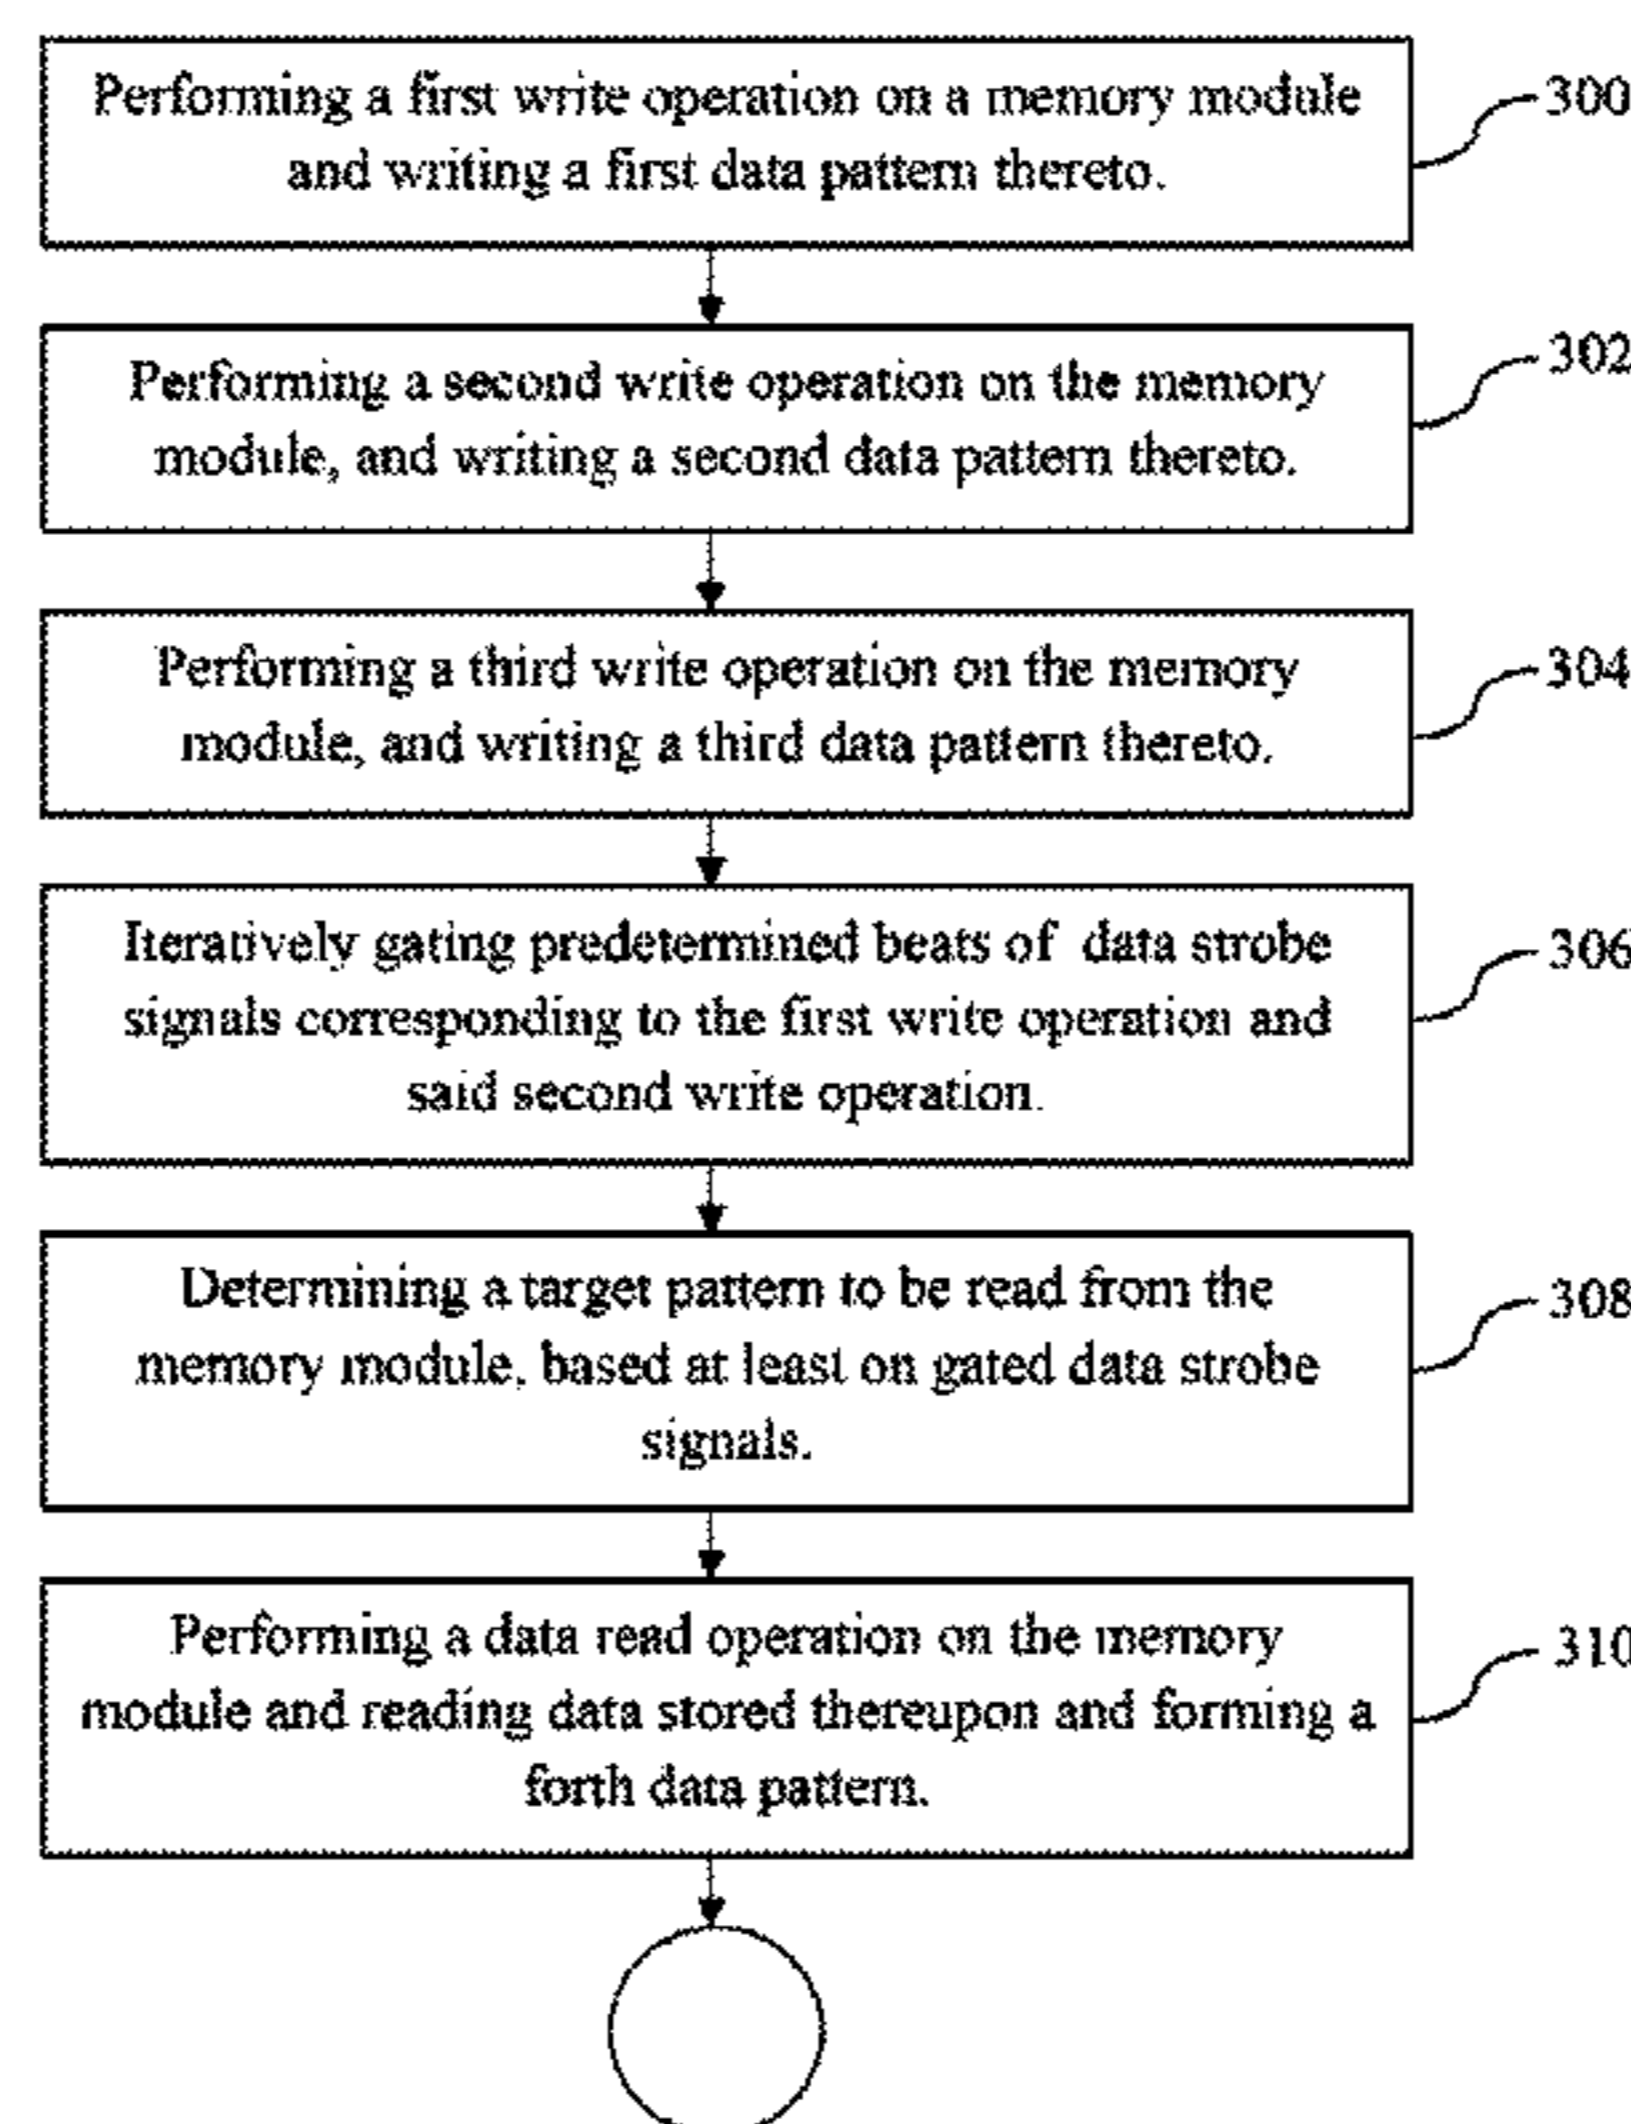 Performing a first write operation on a memory module
and writing a first data pattern thereto.
300
Performing a second write operation on the memory
module, and writing a second data pattern thereto.
302
Performing a third write operation on the memory
module, and writing a third data pattern thereto.
304
Iteratively gating predetermined beats of data strobe
signals corresponding to the first write operation and
said second write operation.
306
Determining a target pattern to be read from the
memory module, based at least on gated data strobe
signals.
308
Performing a data read operation on the memory
module and reading data stored thereupon and forming a
forth data pattern.
310